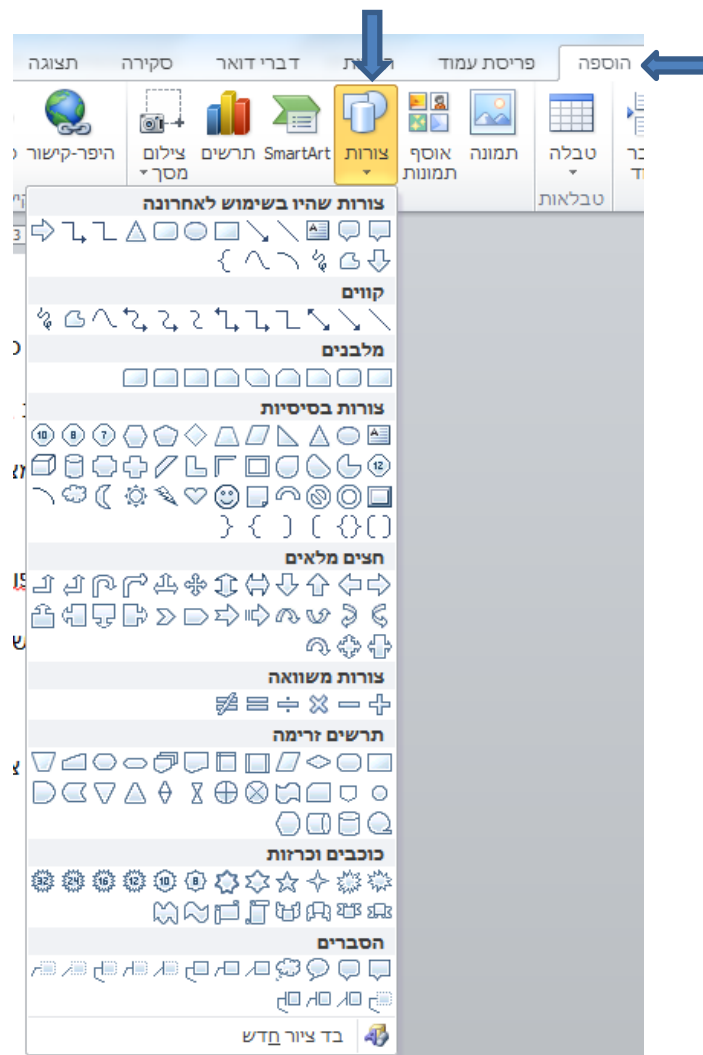 הוספה פריסת עמוד דברי דואר סקירה תצוגה
טבלה תמונה אוסף תמונות צורות SmartArt תרשים צילום מסך היפר-קישור
טבלאות
צורות שהיו בשימוש לאחרונה
קווים
מלבנים
צורות בסיסיות
חצים מלאים
צורות משוואה
תרשים זרימה
כוכבים וכרזות
הסברים
בד ציור חדש